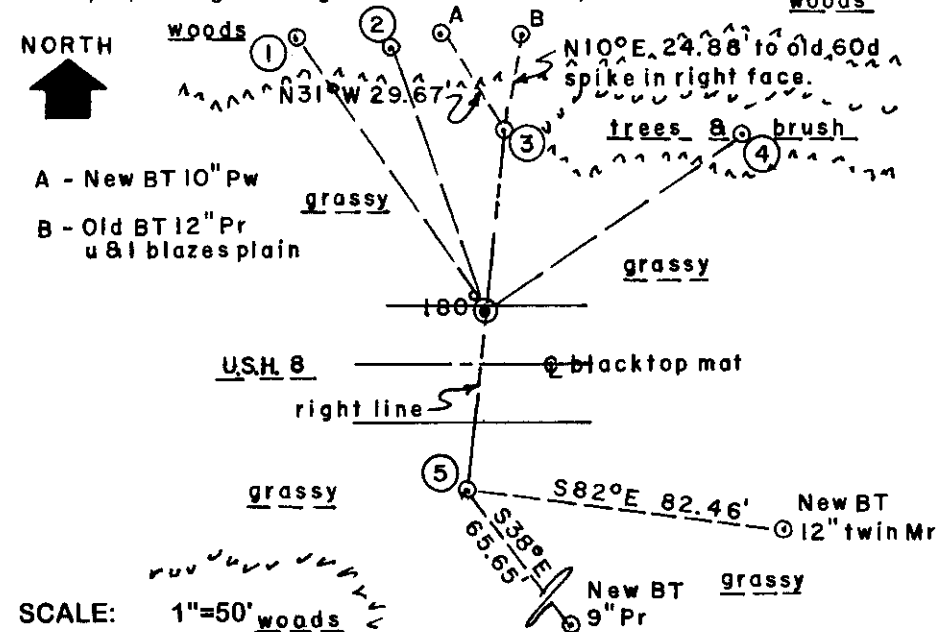 woods
NORTH
woods
1
2
A
B
N10°E 24.88' to old 60d
spike in right face.
N31°W 29.67'
3
trees & brush
4
A - New BT 10" Pw
B - Old BT 12" Pr
u & l blazes plain
grassy
grassy
180°
U.S.H. 8
℄ blacktop mat
right line
5
grassy
S82°E 82.46'
New BT
12" twin Mr
S38°E
65.65'
New BT
9" Pr
grassy
SCALE: 1"=50'
woods